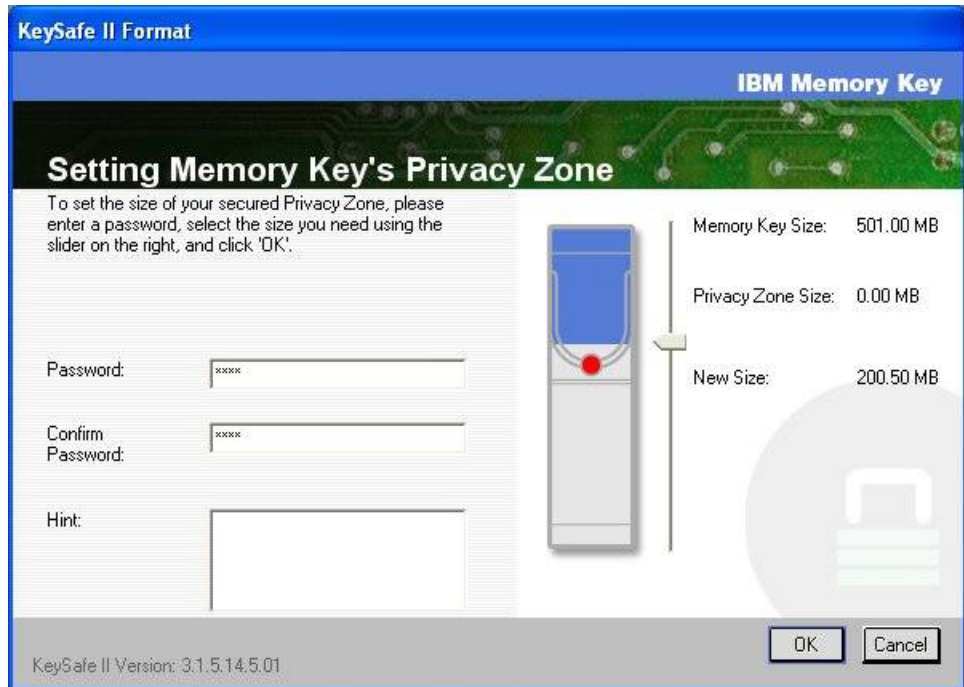 KeySafe II Format
IBM Memory Key
Setting Memory Key's Privacy Zone
To set the size of your secured Privacy Zone, please
enter a password, select the size you need using the
slider on the right, and click 'OK'.
Memory Key Size: 501.00 MB
Privacy Zone Size: 0.00 MB
New Size: 200.50 MB
Password: xxxx
Confirm
Password: xxxx
Hint:
OK Cancel
KeySafe II Version: 3.1.5.14.5.01